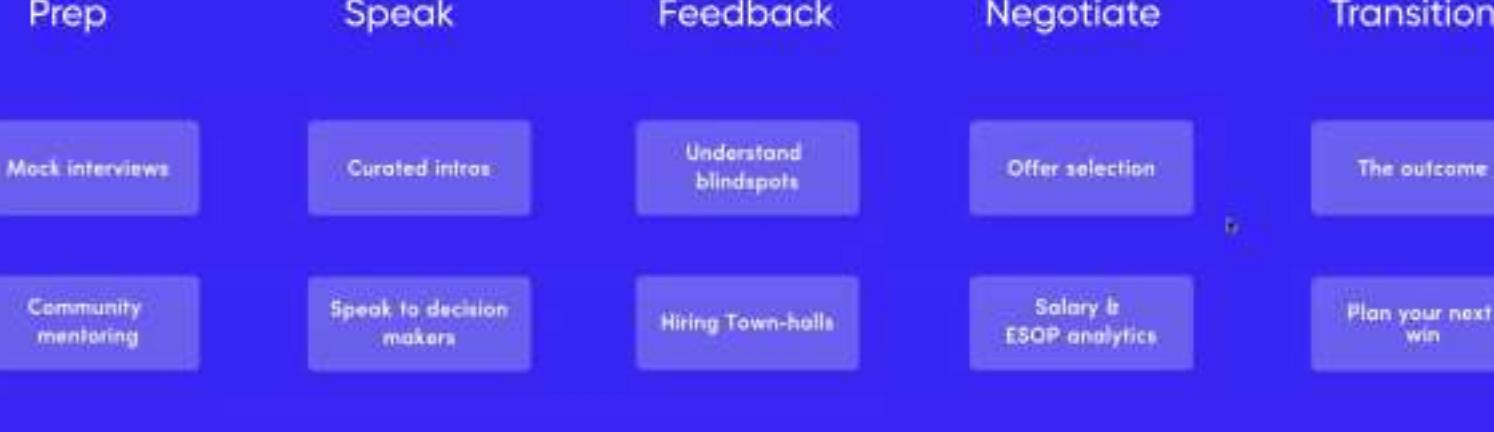 Prep Speak Feedback Negotiate Transition
Mock interviews
Curated intros
Understand
blindspots
Offer selection
The outcome
Community
mentoring
Speak to decision
makers
Hiring Town-halls
Salary &
ESOP analytics
Plan your next
win